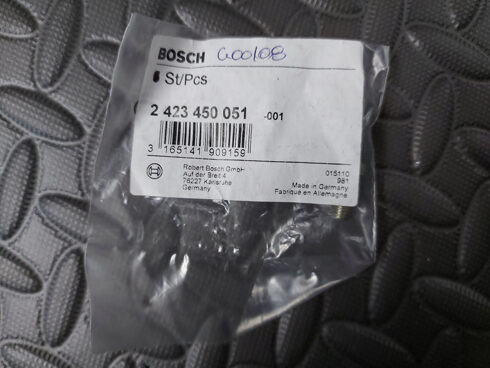 BOSCH G00108
St/Pcs
2 423 450 051 -001
3 165141 909159
Robert Bosch GmbH
Auf der Breit 4
76227 Karlsruhe
Germany
015110
981
Made in Germany
Fabriqué en Allemagne